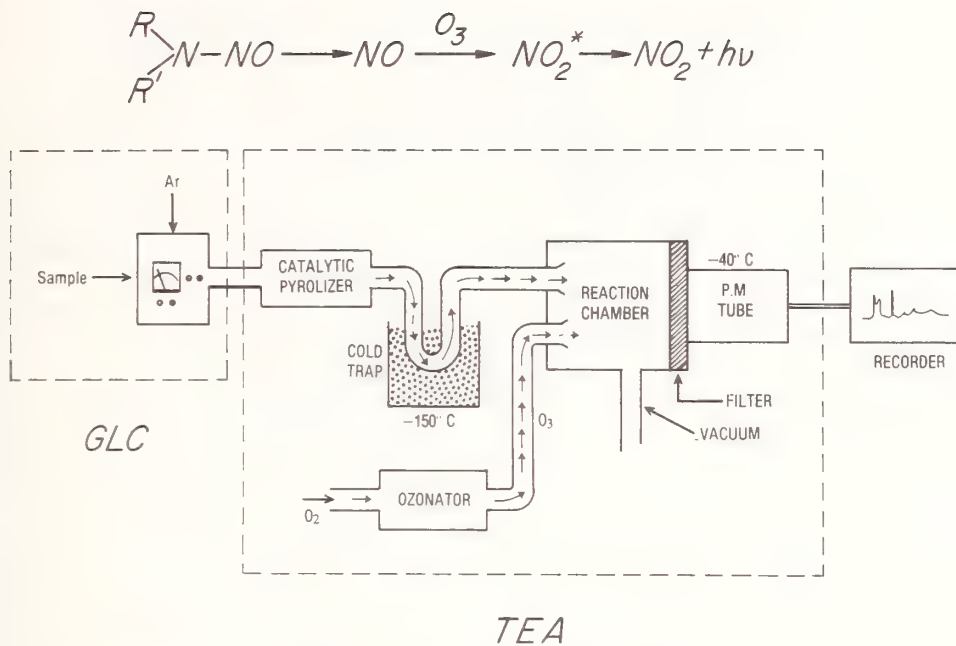 R
R'
N—NO → NO —O₃→ NO₂* → NO₂ + hν
Ar
Sample
CATALYTIC
PYROLIZER
COLD
TRAP
−150° C
REACTION
CHAMBER
−40° C
P.M
TUBE
RECORDER
FILTER
VACUUM
O₃
OZONATOR
O₂
GLC
TEA